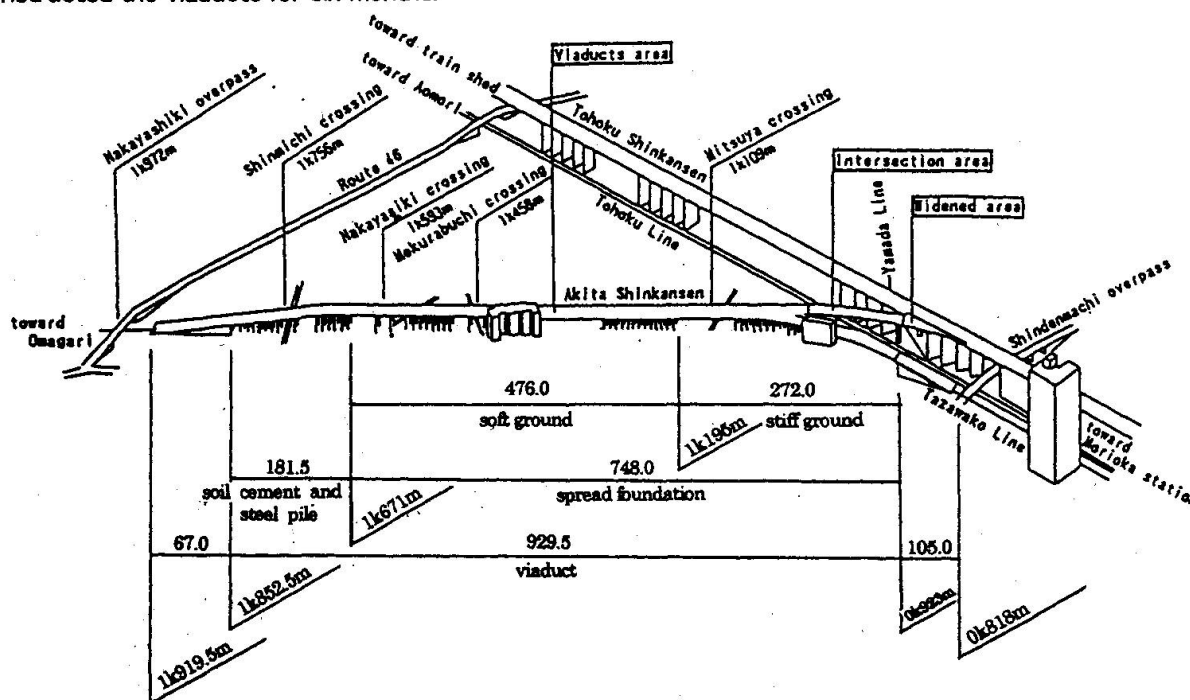 toward train shed
toward Aomori
Viaducts area
Nakayashiki overpass
1k972m
Shinmichi crossing
1k756m
Route 46
Nakayasiki crossing
1k593m
Mekurabuchi crossing
1k458m
Tohoku Shinkansen
Tohoku Line
Mitsuya crossing
1k109m
Intersection area
Yamada Line
Widened area
Akita Shinkansen
Shindenmachi overpass
toward
Omagari
Tazawako Line
toward
Morioka station
476.0
soft ground
272.0
stiff ground
1k195m
181.5
soil cement and
steel pile
748.0
spread foundation
1k671m
67.0
929.5
viaduct
105.0
1k852.5m
0k923m
0k818m
1k919.5m